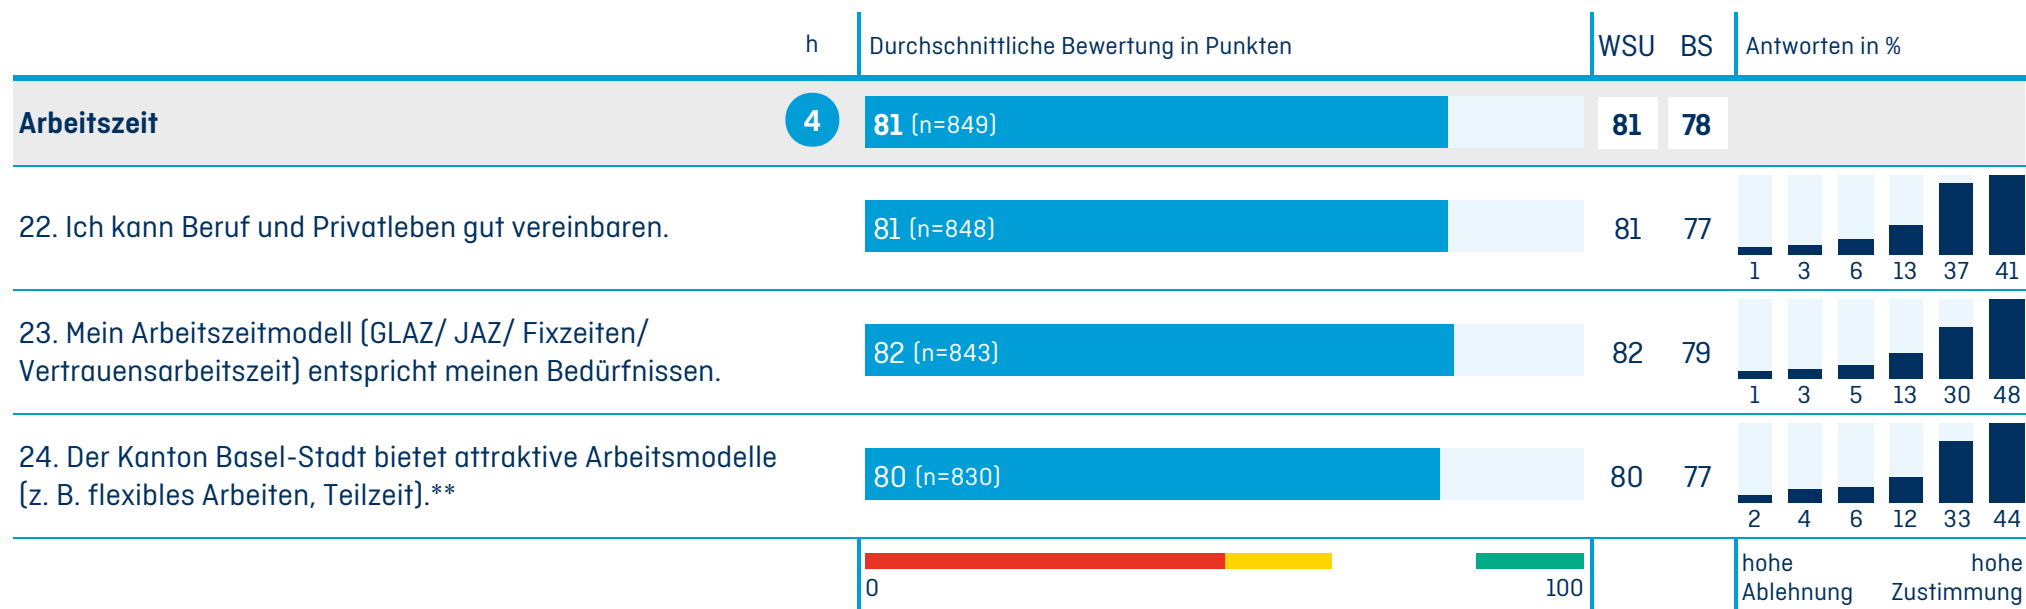 h Durchschnittliche Bewertung in Punkten WSU BS Antworten in %
Arbeitszeit 4 81 (n=849) 81 78
22. Ich kann Beruf und Privatleben gut vereinbaren. 81 (n=848) 81 77
1 3 6 13 37 41
23. Mein Arbeitszeitmodell (GLAZ/ JAZ/ Fixzeiten/
Vertrauensarbeitszeit) entspricht meinen Bedürfnissen.
82 (n=843) 82 79
1 3 5 13 30 48
24. Der Kanton Basel-Stadt bietet attraktive Arbeitsmodelle
(z. B. flexibles Arbeiten, Teilzeit).**
80 (n=830) 80 77
2 4 6 12 33 44
0 100
hohe
Ablehnung
hohe
Zustimmung